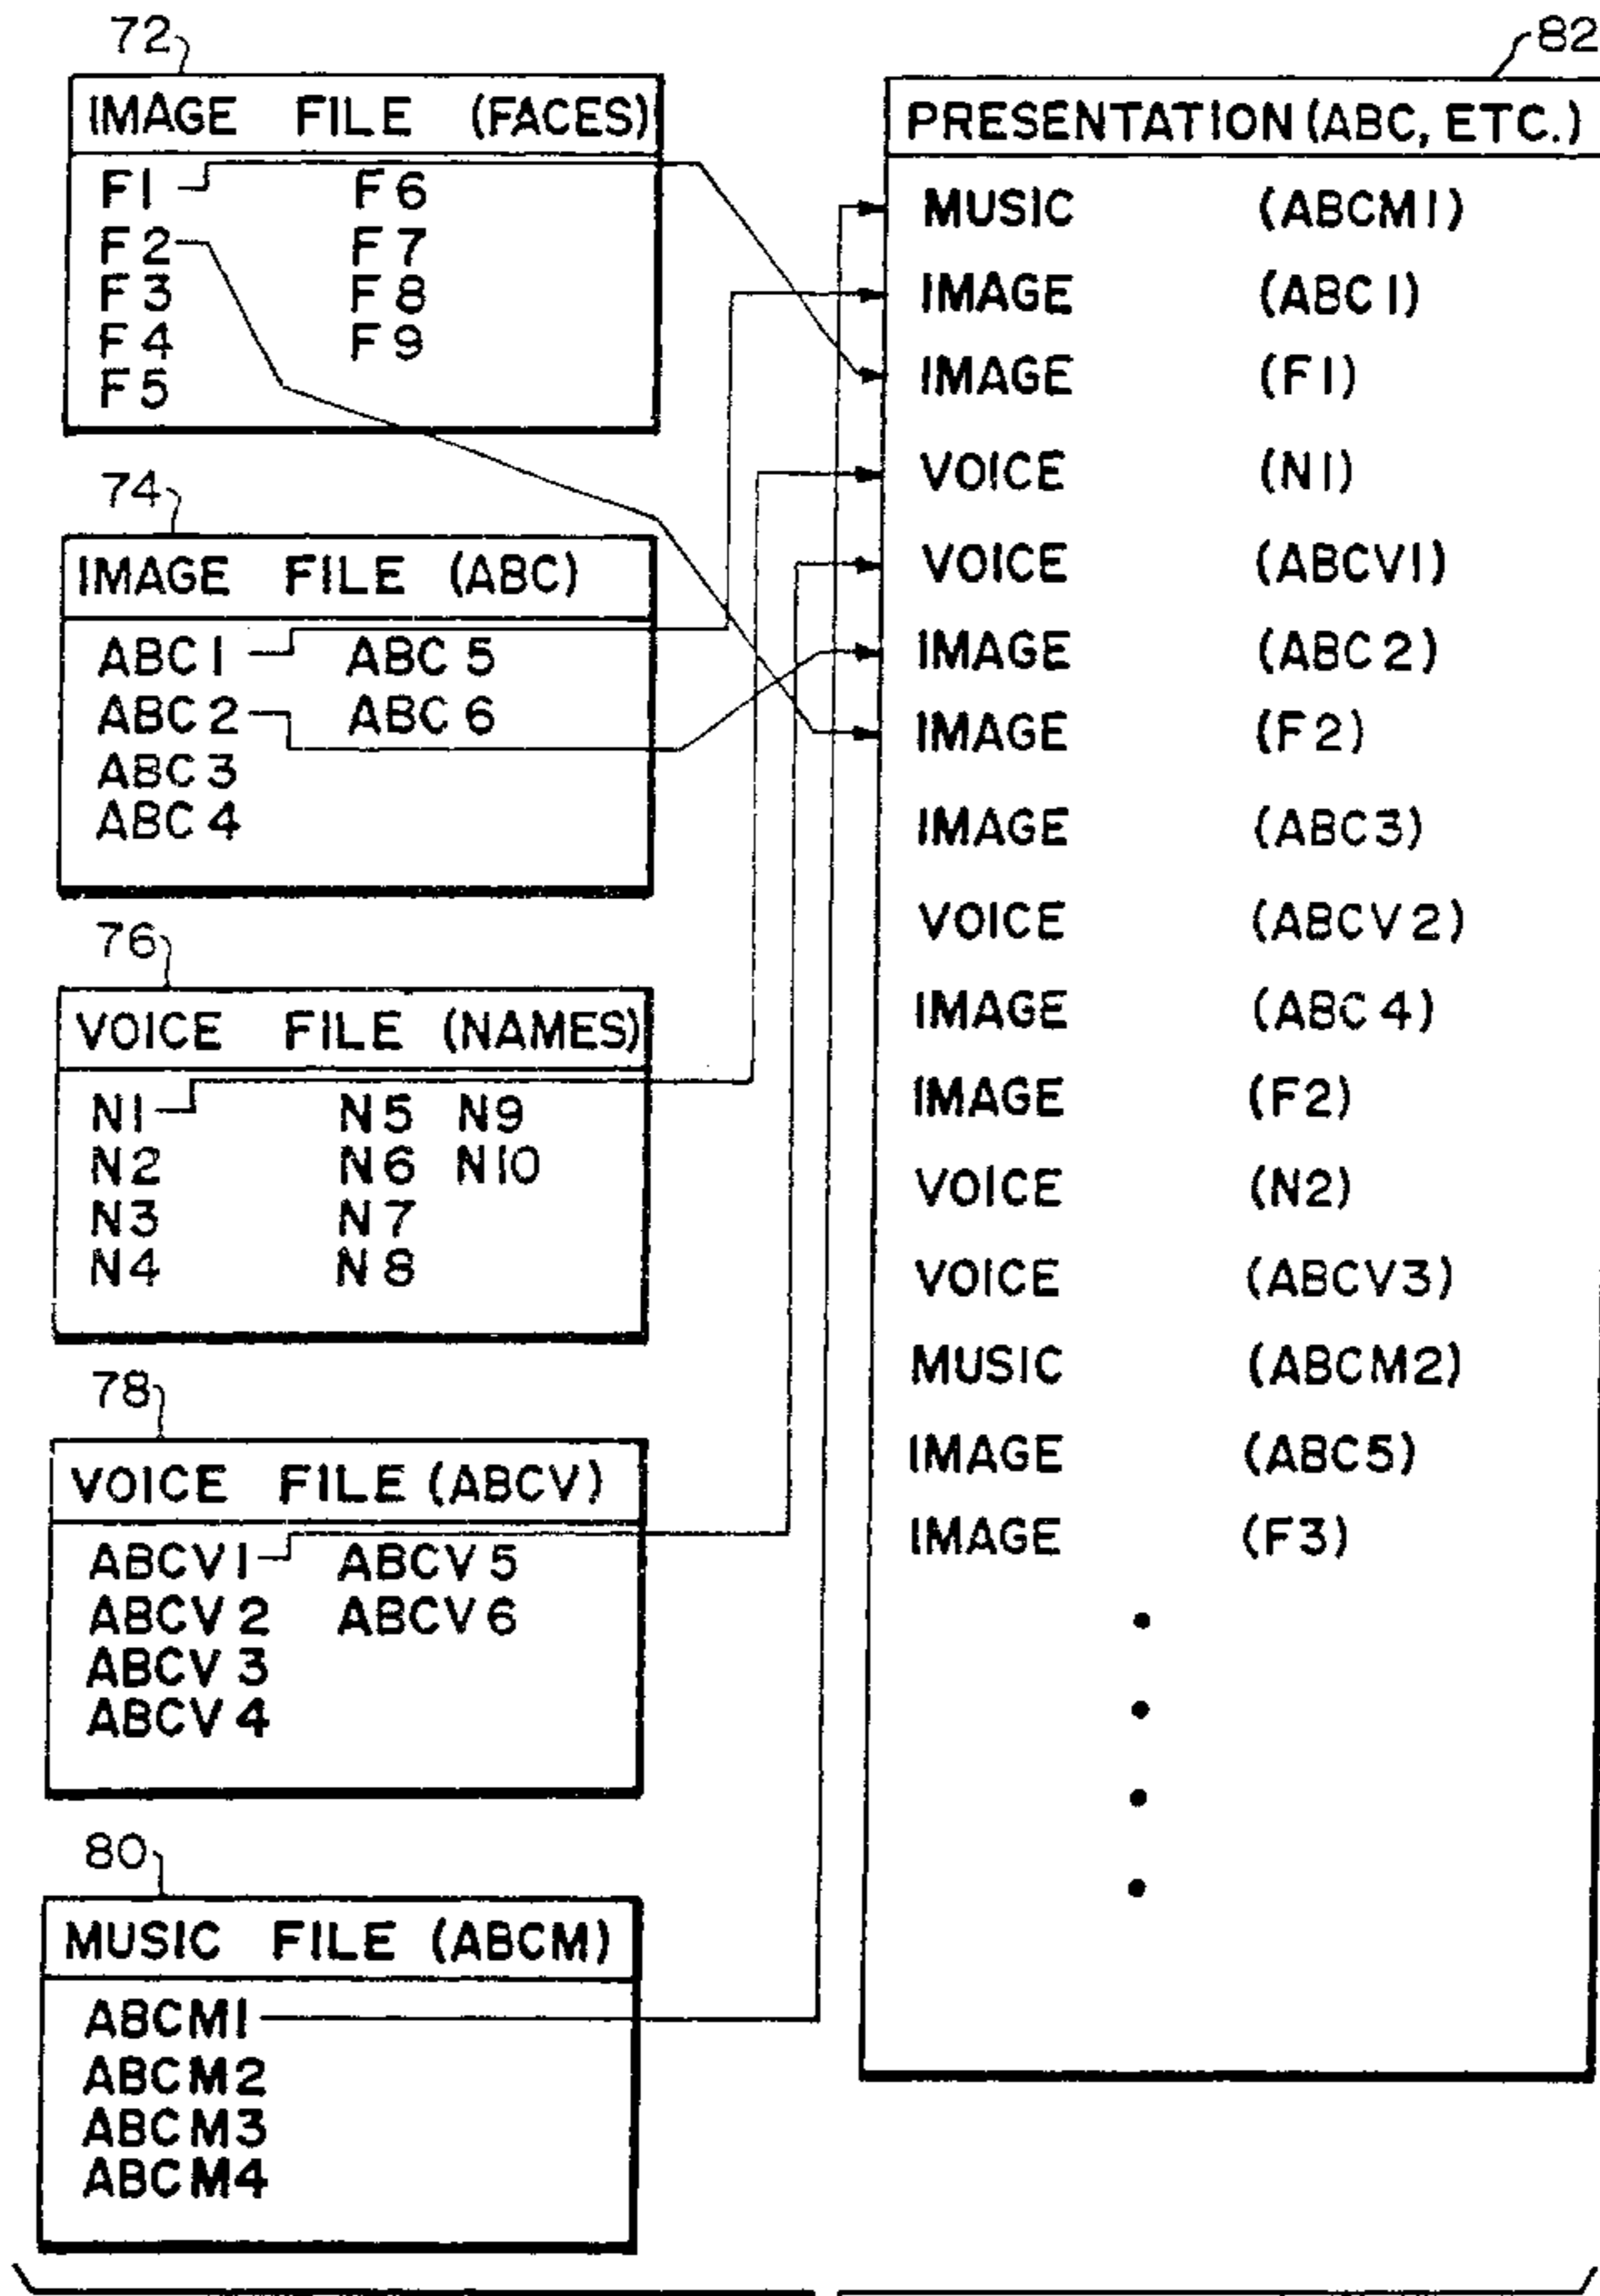 72
IMAGE FILE (FACES)
F1 F6
F2 F7
F3 F8
F4 F9
F5
74
IMAGE FILE (ABC)
ABC1 ABC5
ABC2 ABC6
ABC3
ABC4
76
VOICE FILE (NAMES)
N1 N5 N9
N2 N6 N10
N3 N7
N4 N8
78
VOICE FILE (ABCV)
ABCV1 ABCV5
ABCV2 ABCV6
ABCV3
ABCV4
80
MUSIC FILE (ABCM)
ABCM1
ABCM2
ABCM3
ABCM4
82
PRESENTATION (ABC, ETC.)
MUSIC (ABCM1)
IMAGE (ABC1)
IMAGE (F1)
VOICE (N1)
VOICE (ABCV1)
IMAGE (ABC2)
IMAGE (F2)
IMAGE (ABC3)
VOICE (ABCV2)
IMAGE (ABC4)
IMAGE (F2)
VOICE (N2)
VOICE (ABCV3)
MUSIC (ABCM2)
IMAGE (ABC5)
IMAGE (F3)